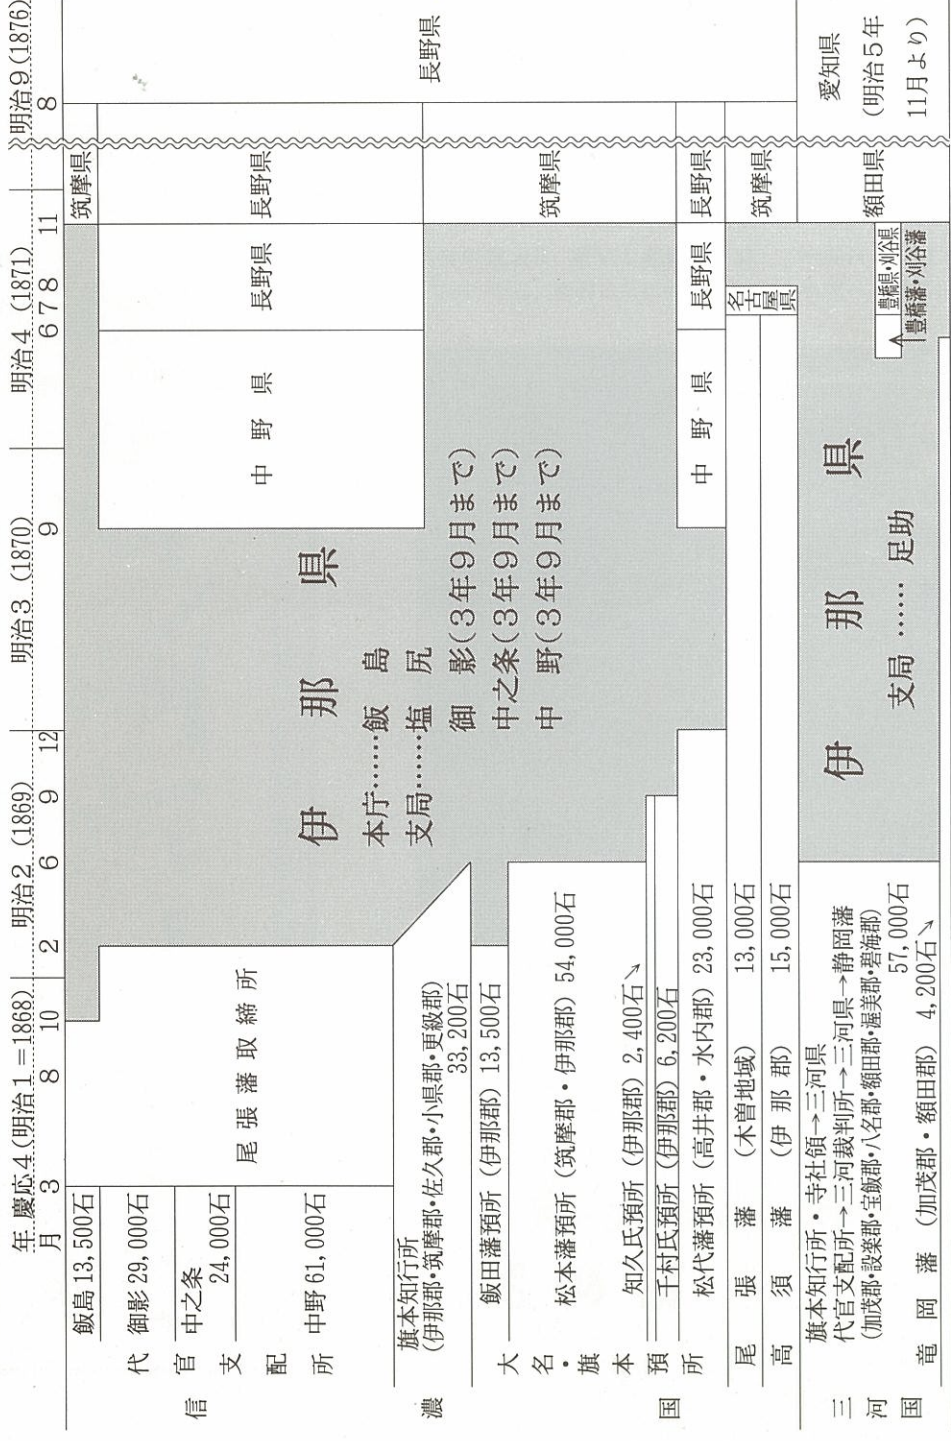 年 慶応4(明治1=1868) 明治2 (1869) 明治3 (1870) 明治4 (1871) 明治9(1876)
月 3 8 10 2 6 9 12 9 6 7 8 11 8
信濃国
代官支配所
飯島 13,500石
御影 29,000石
中之条
24,000石
中野 61,000石
尾張藩取締所
旗本知行所
(伊那郡・筑摩郡・佐久郡・小県郡・更級郡)
33,200石
大名・旗本預所
飯田藩預所 (伊那郡) 13,500石
松本藩預所 (筑摩郡・伊那郡) 54,000石
知久氏預所 (伊那郡) 2,400石→
千村氏預所 (伊那郡) 6,200石
松代藩預所 (高井郡・水内郡) 23,000石
尾張藩 (木曽地域) 13,000石
高須藩 (伊那郡) 15,000石
伊那県
本庁……飯島
支局……塩尻
御影(3年9月まで)
中之条(3年9月まで)
中野(3年9月まで)
中野県
長野県
筑摩県
長野県
筑摩県
中野県
長野県
長野県
名古屋県
筑摩県
長野県
三河国
旗本知行所・寺社領→三河県
代官支配所→三河裁判所→三河県→静岡藩
(加茂郡・設楽郡・宝飯郡・八名郡・額田郡・渥美郡・碧海郡)
57,000石
竜岡藩 (加茂郡・額田郡) 4,200石→
伊那県
支局……足助
豊橋県・刈谷県
豊橋藩・刈谷藩
額田県
愛知県
(明治5年
11月より)